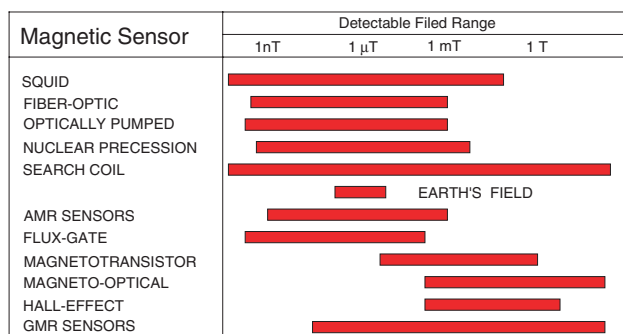 Magnetic Sensor
Detectable Filed Range
1nT 1 μT 1 mT 1 T
SQUID
FIBER-OPTIC
OPTICALLY PUMPED
NUCLEAR PRECESSION
SEARCH COIL
EARTH'S FIELD
AMR SENSORS
FLUX-GATE
MAGNETOTRANSISTOR
MAGNETO-OPTICAL
HALL-EFFECT
GMR SENSORS